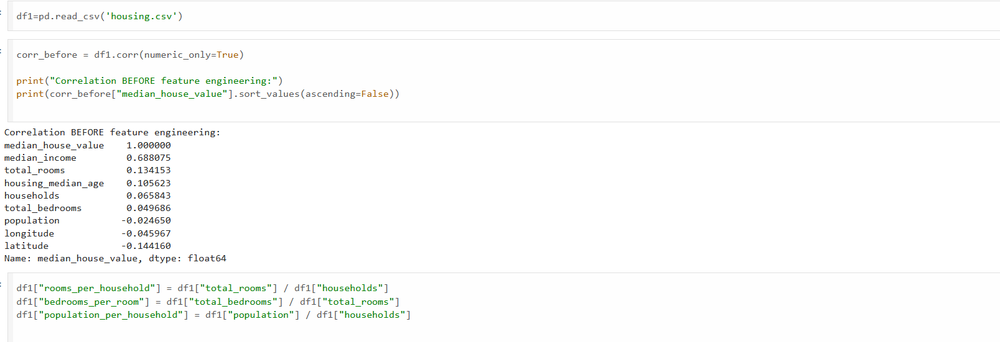 df1=pd.read_csv('housing.csv')
corr_before = df1.corr(numeric_only=True)
print("Correlation BEFORE feature engineering:")
print(corr_before["median_house_value"].sort_values(ascending=False))
Correlation BEFORE feature engineering:
median_house_value    1.000000
median_income         0.688075
total_rooms           0.134153
housing_median_age    0.105623
households            0.065843
total_bedrooms        0.049686
population           -0.024650
longitude            -0.045967
latitude             -0.144160
Name: median_house_value, dtype: float64
df1["rooms_per_household"] = df1["total_rooms"] / df1["households"]
df1["bedrooms_per_room"] = df1["total_bedrooms"] / df1["total_rooms"]
df1["population_per_household"] = df1["population"] / df1["households"]